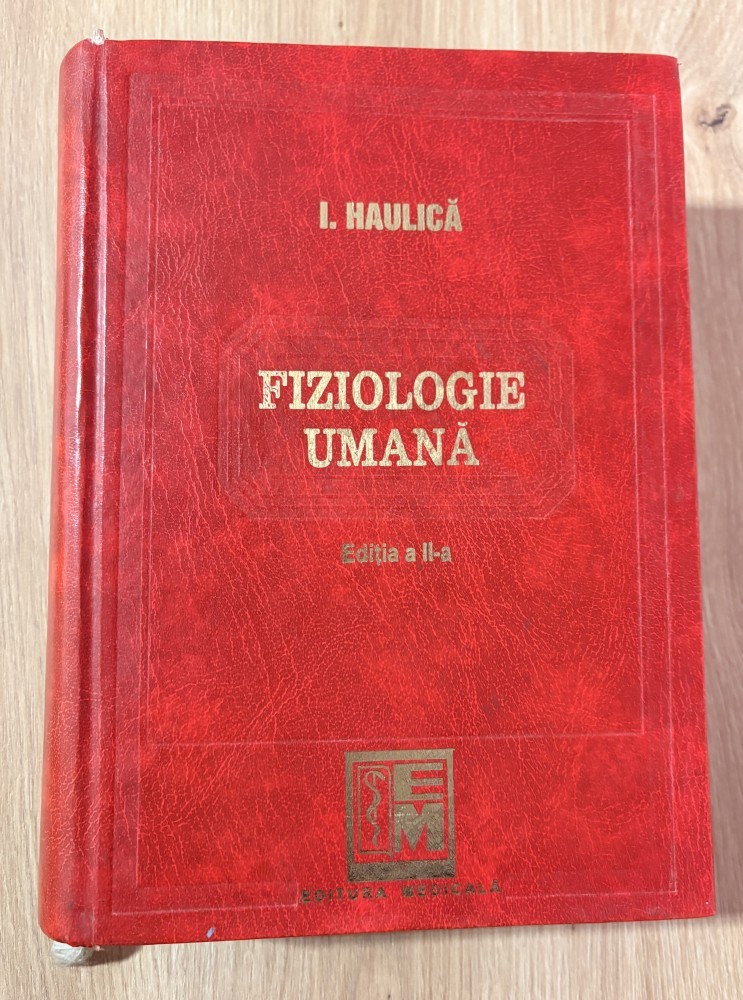 I. HAULICĂ
FIZIOLOGIE
UMANĂ
Ediția a II-a
EM
EDITURA MEDICALĂ